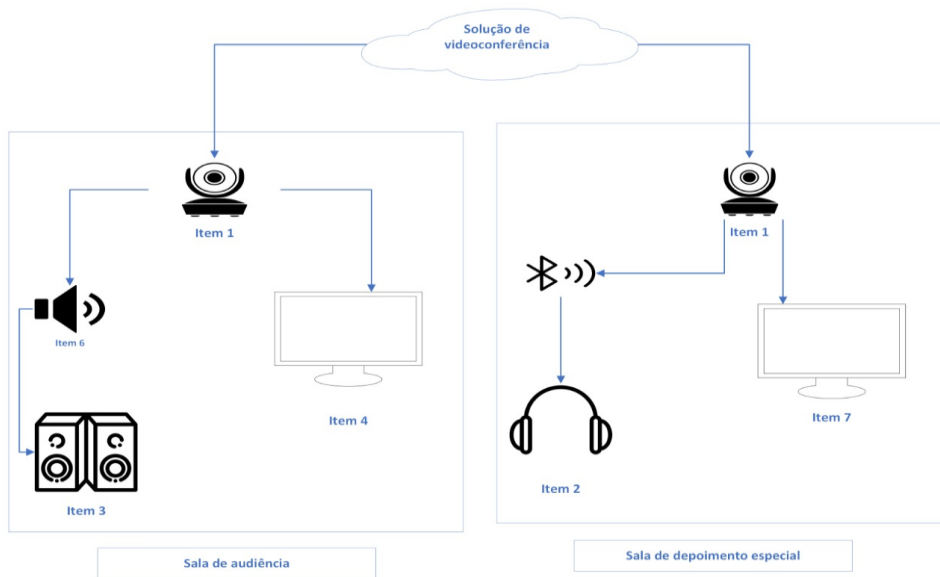 Solução de
videoconferência
Item 1
Item 6
Item 4
Item 3
Sala de audiência
Item 1
Item 7
Item 2
Sala de depoimento especial